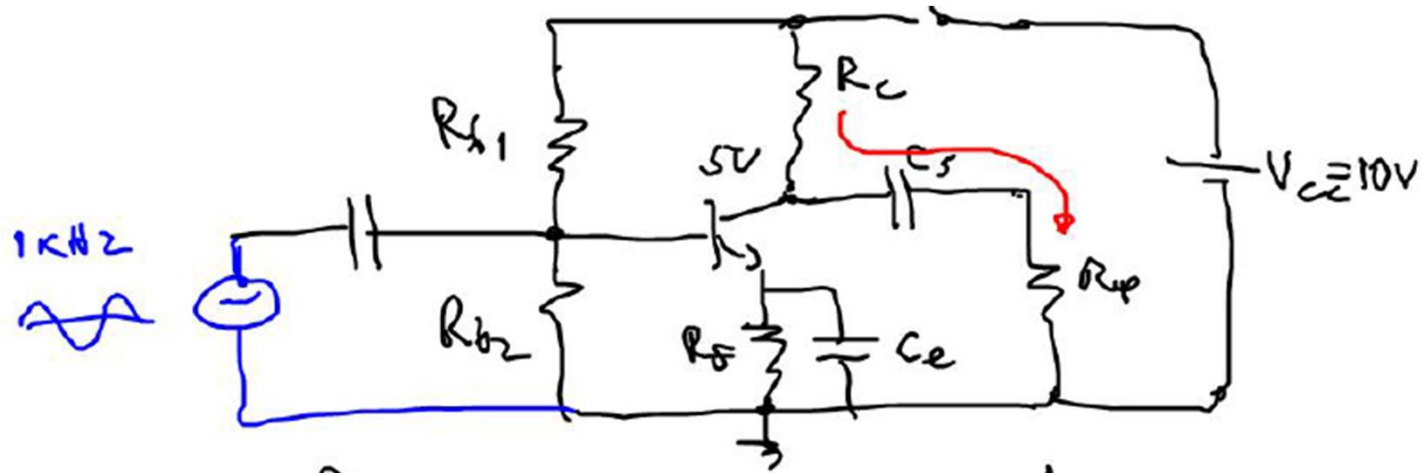 Rc
Rb1
5V
Cs
Vcc=10V
1KHZ
Rb2
RE
Ce